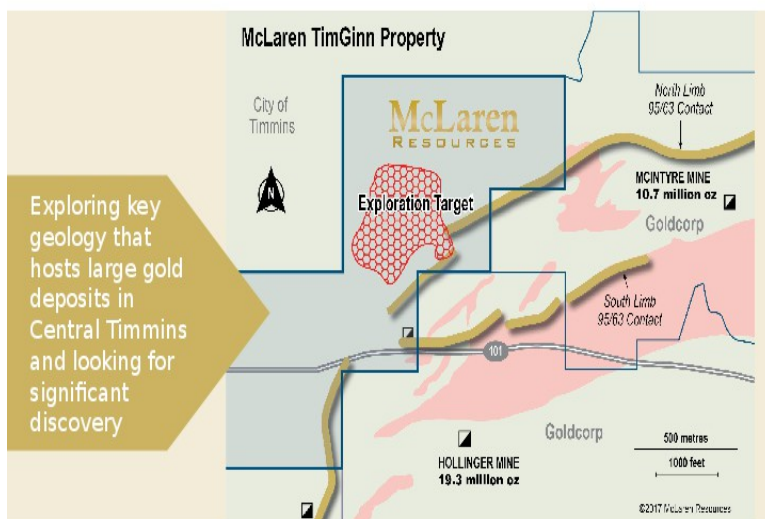 McLaren TimGinn Property
City of
Timmins
McLAREN
RESOURCES
North Limb
95/63 Contact
N
Exploration Target
MCINTYRE MINE
10.7 million oz
Goldcorp
Exploring key
geology that
hosts large gold
deposits in
Central Timmins
and looking for
significant
discovery
South Limb
95/63 Contact
101
Goldcorp
500 metres
1000 feet
HOLLINGER MINE
19.3 million oz
©2017 McLaren Resources